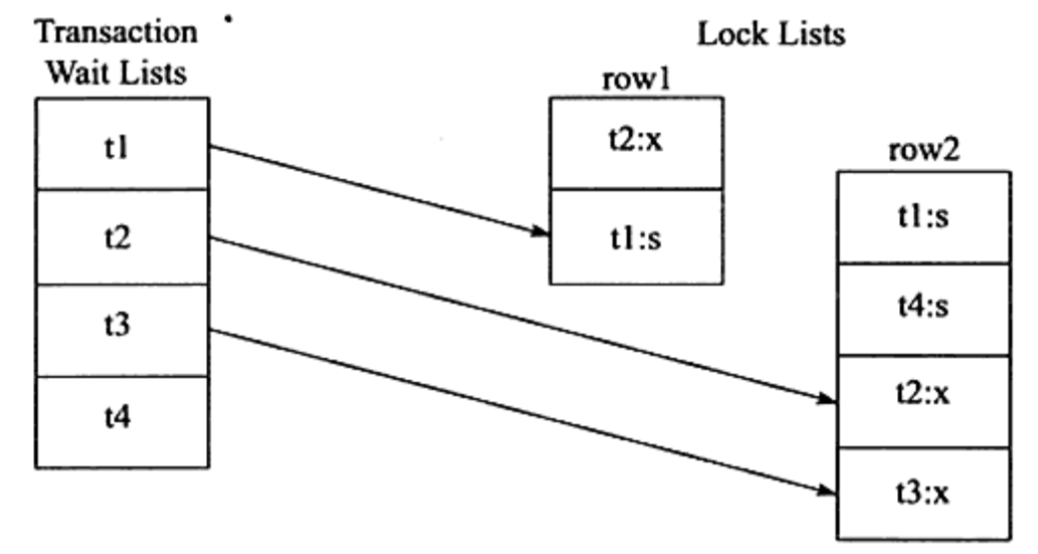 Transaction
Wait Lists
t1
t2
t3
t4
Lock Lists
row1
t2:x
t1:s
row2
t1:s
t4:s
t2:x
t3:x